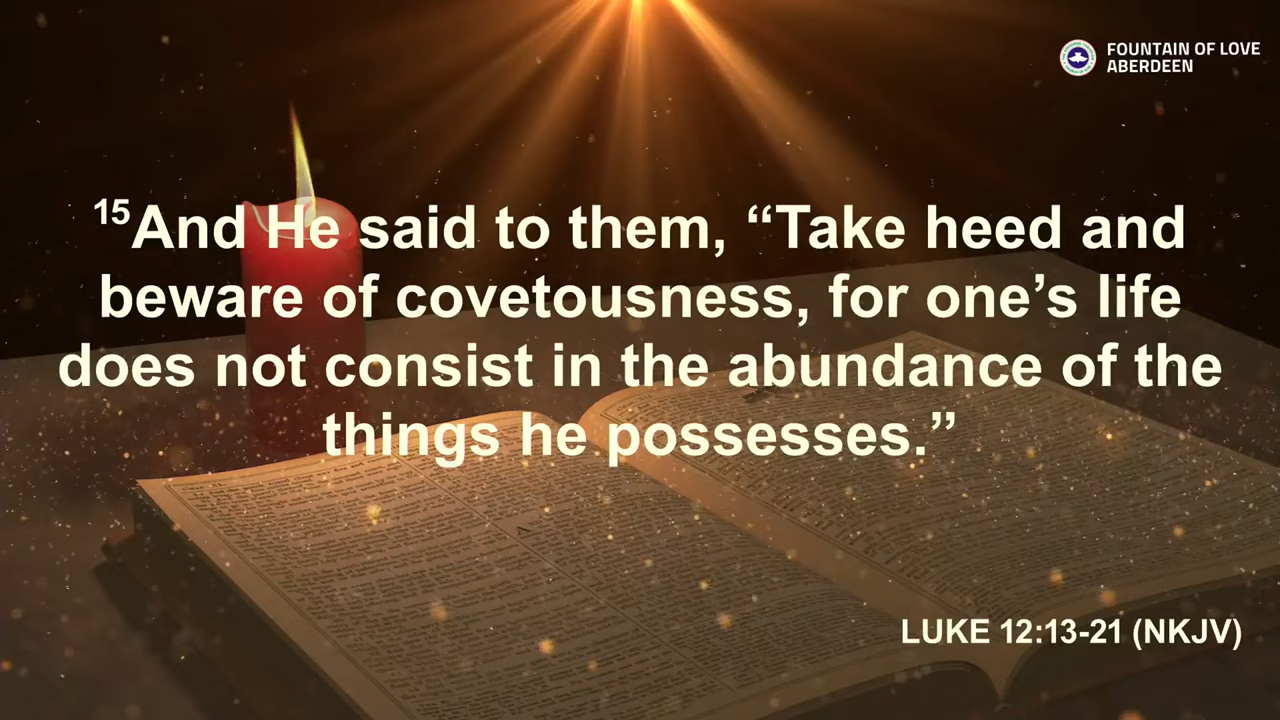 FOUNTAIN OF LOVE
ABERDEEN
15And He said to them, “Take heed and
beware of covetousness, for one’s life
does not consist in the abundance of the
things he possesses.”
LUKE 12:13-21 (NKJV)